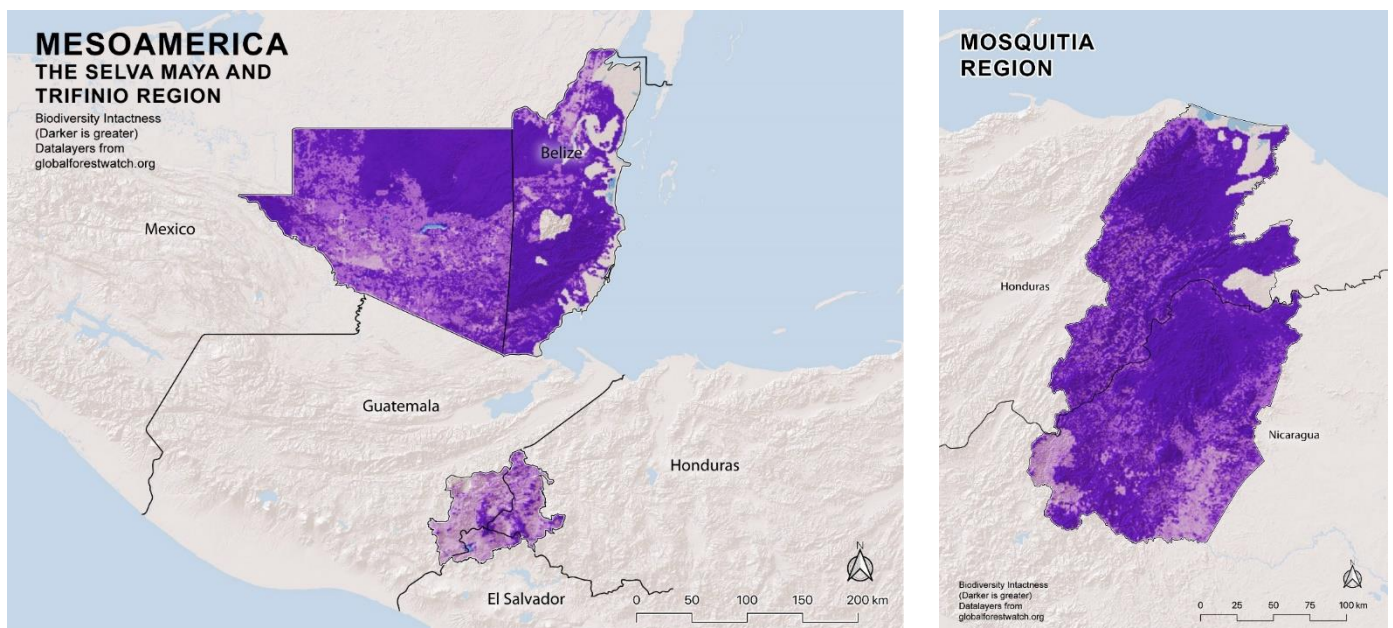 MESOAMERICA
THE SELVA MAYA AND
TRIFINIO REGION
Biodiversity Intactness
(Darker is greater)
Datalayers from
globalforestwatch.org
Belize
Mexico
Guatemala
Honduras
El Salvador
N
0 50 100 150 200 km
MOSQUITIA
REGION
Honduras
Nicaragua
Biodiversity Intactness
(Darker is greater)
Datalayers from
globalforestwatch.org
N
0 25 50 75 100 km